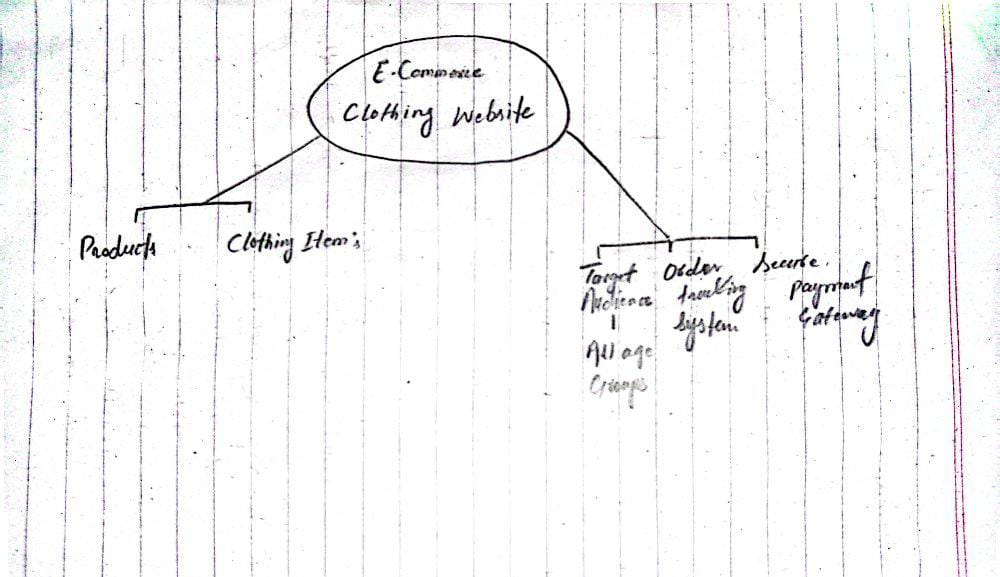 E-Commerce
Clothing Website
Products
Clothing Item's
Target
Audience
All age
Groups
Order
tracking
System
Secure
Payment
Gateway